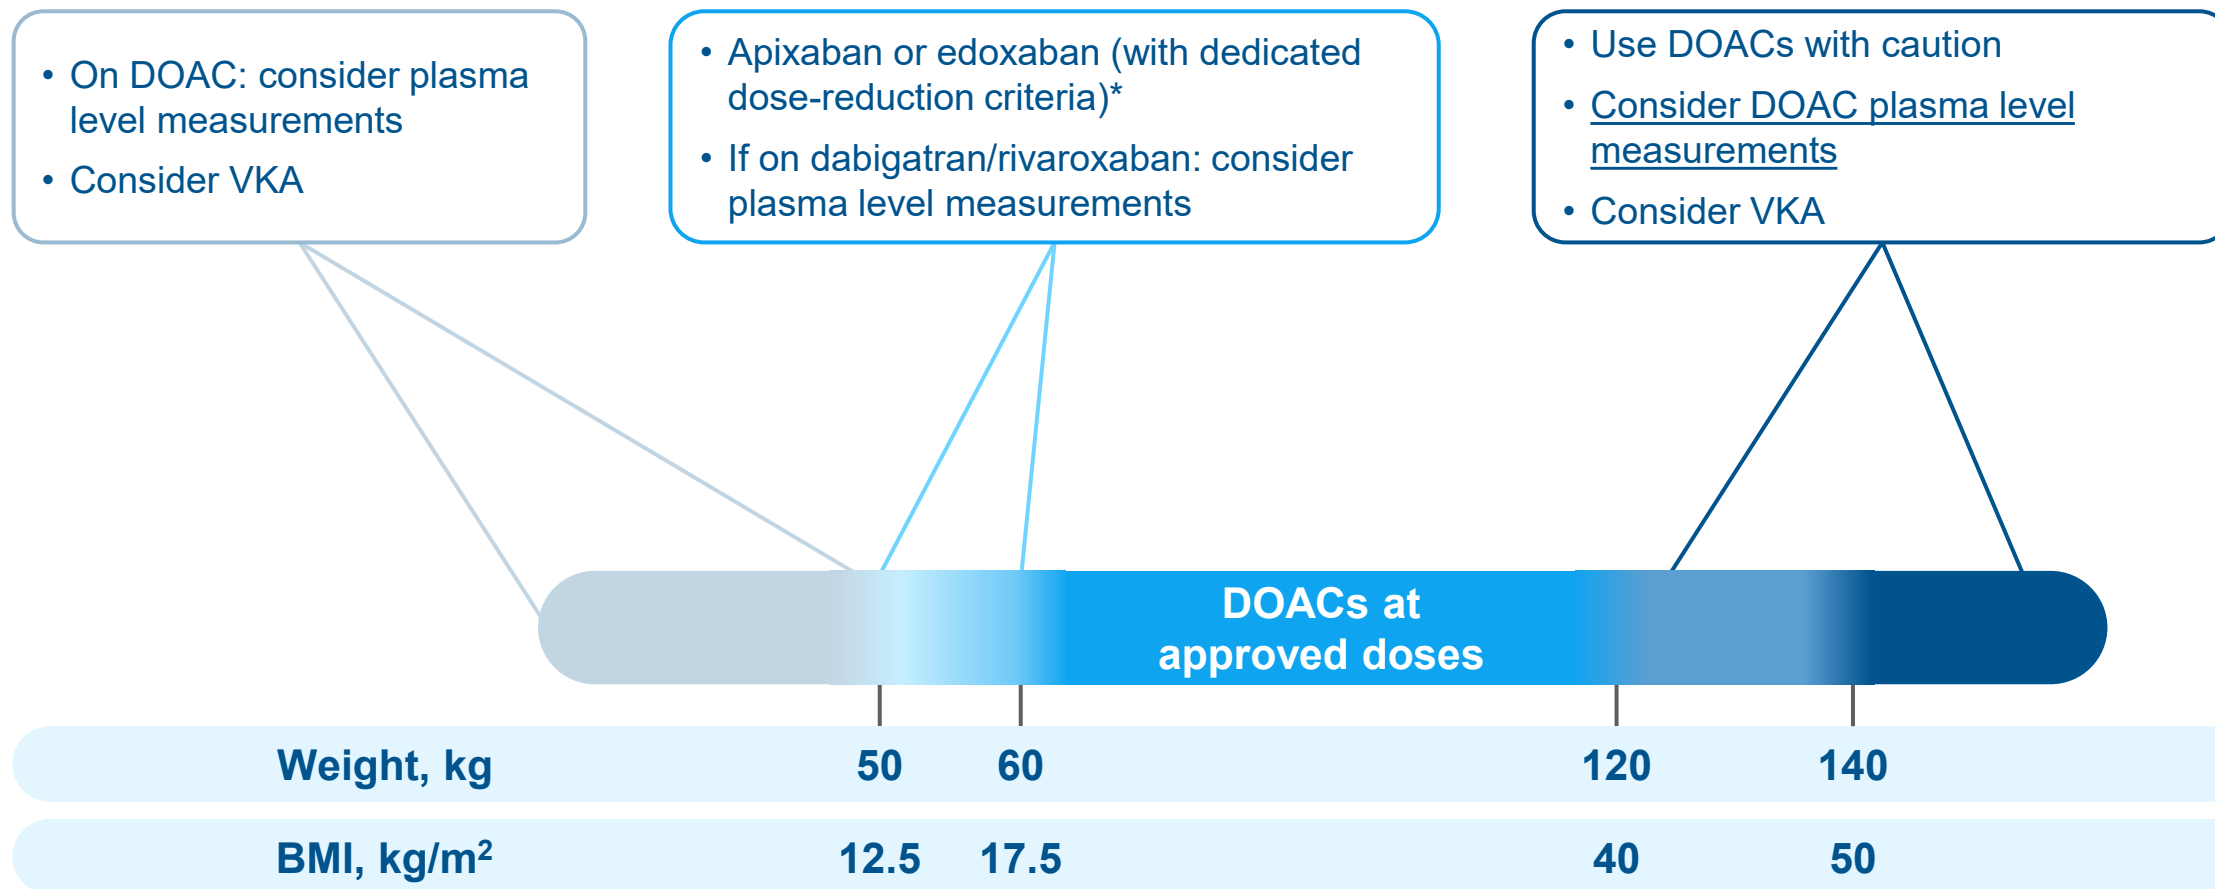 • On DOAC: consider plasma
level measurements
• Consider VKA
• Apixaban or edoxaban (with dedicated
dose-reduction criteria)*
• If on dabigatran/rivaroxaban: consider
plasma level measurements
• Use DOACs with caution
• Consider DOAC plasma level
measurements
• Consider VKA
DOACs at
approved doses
Weight, kg 50 60 120 140
BMI, kg/m² 12.5 17.5 40 50